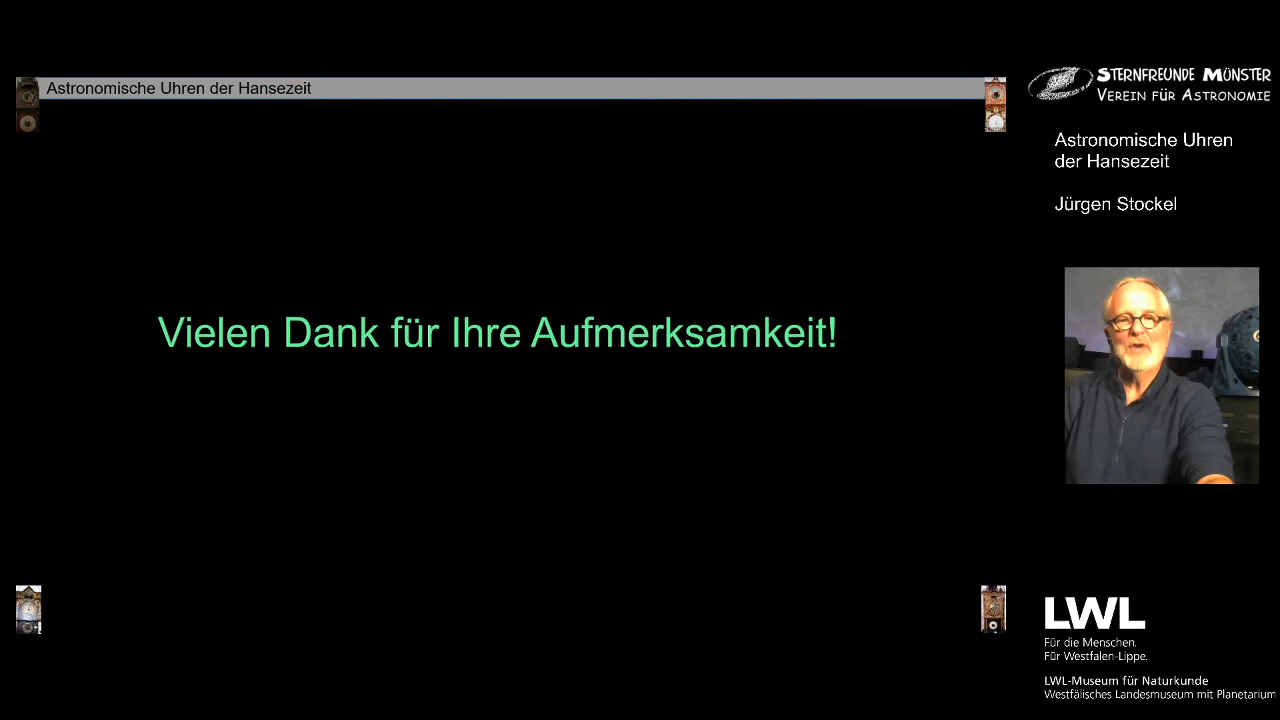 Astronomische Uhren der Hansezeit
Vielen Dank für Ihre Aufmerksamkeit!
STERNFREUNDE MÜNSTER
VEREIN FÜR ASTRONOMIE
Astronomische Uhren
der Hansezeit
Jürgen Stockel
LWL
Für die Menschen.
Für Westfalen-Lippe.
LWL-Museum für Naturkunde
Westfälisches Landesmuseum mit Planetarium